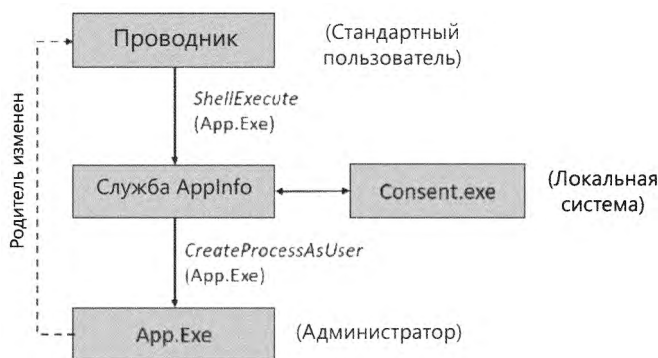 Проводник
(Стандартный
пользователь)
ShellExecute
(App.Exe)
Родитель изменен
Служба AppInfo
Consent.exe
(Локальная
система)
CreateProcessAsUser
(App.Exe)
App.Exe
(Администратор)